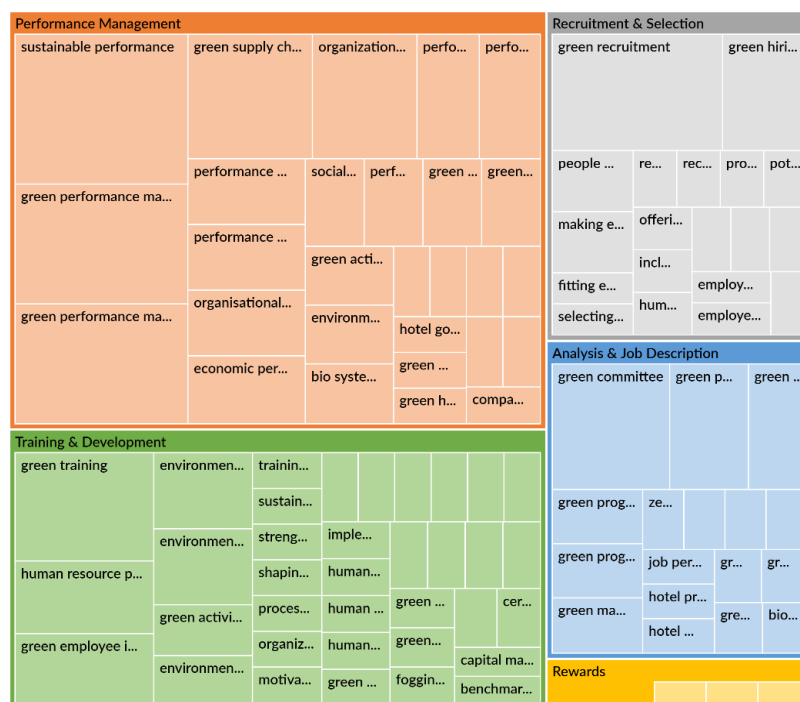 Performance Management
sustainable performance
green supply ch...
organization...
perfo...
perfo...
green performance ma...
green performance ma...
performance ...
performance ...
organisational...
economic per...
social...
perf...
green ...
green...
green acti...
environm...
bio syste...
hotel go...
green ...
green h...
compa...
Training & Development
green training
human resource p...
green employee i...
environmen...
environmen...
green activi...
environmen...
trainin...
sustain...
streng...
shapin...
proces...
organiz...
motiva...
imple...
human...
human ...
human...
green ...
green ...
green...
foggin...
cer...
capital ma...
benchmar...
Recruitment & Selection
green recruitment
green hiri...
people ...
making e...
fitting e...
selecting...
re...
rec...
pro...
pot...
offeri...
incl...
hum...
employ...
employe...
Analysis & Job Description
green committee
green p...
green ...
green prog...
green prog...
green ma...
ze...
job per...
hotel pr...
hotel ...
gr...
gr...
gre...
bio...
Rewards